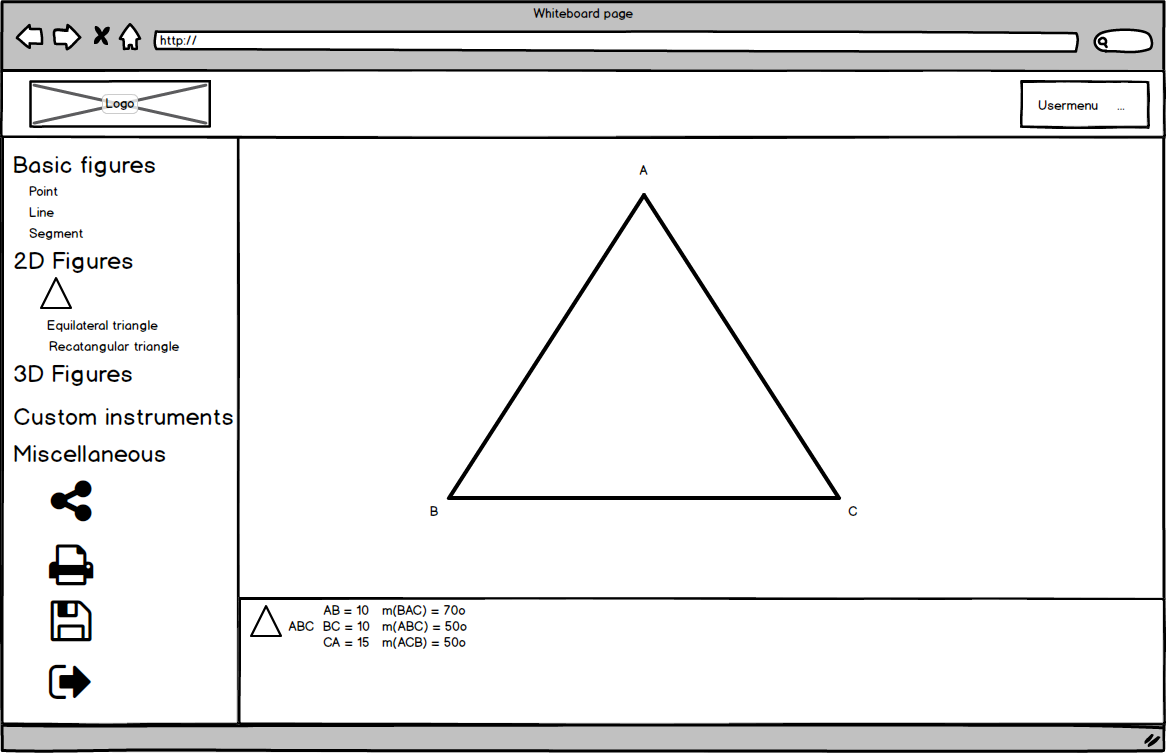 Whiteboard page
http://
Logo
Usermenu ...
Basic figures
Point
Line
Segment
2D Figures
Equilateral triangle
Recatangular triangle
3D Figures
Custom instruments
Miscellaneous
A
B
C
AB = 10 m(BAC) = 70o
ABC BC = 10 m(ABC) = 50o
CA = 15 m(ACB) = 50o